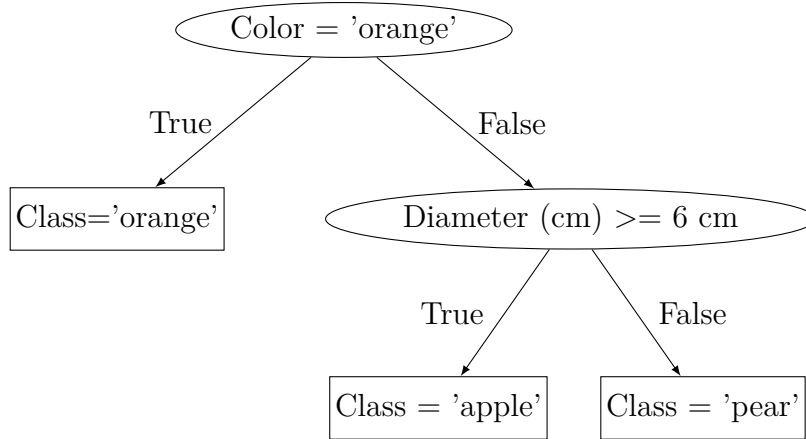 Color = 'orange'
True
False
Class='orange'
Diameter (cm) >= 6 cm
True
False
Class = 'apple'
Class = 'pear'